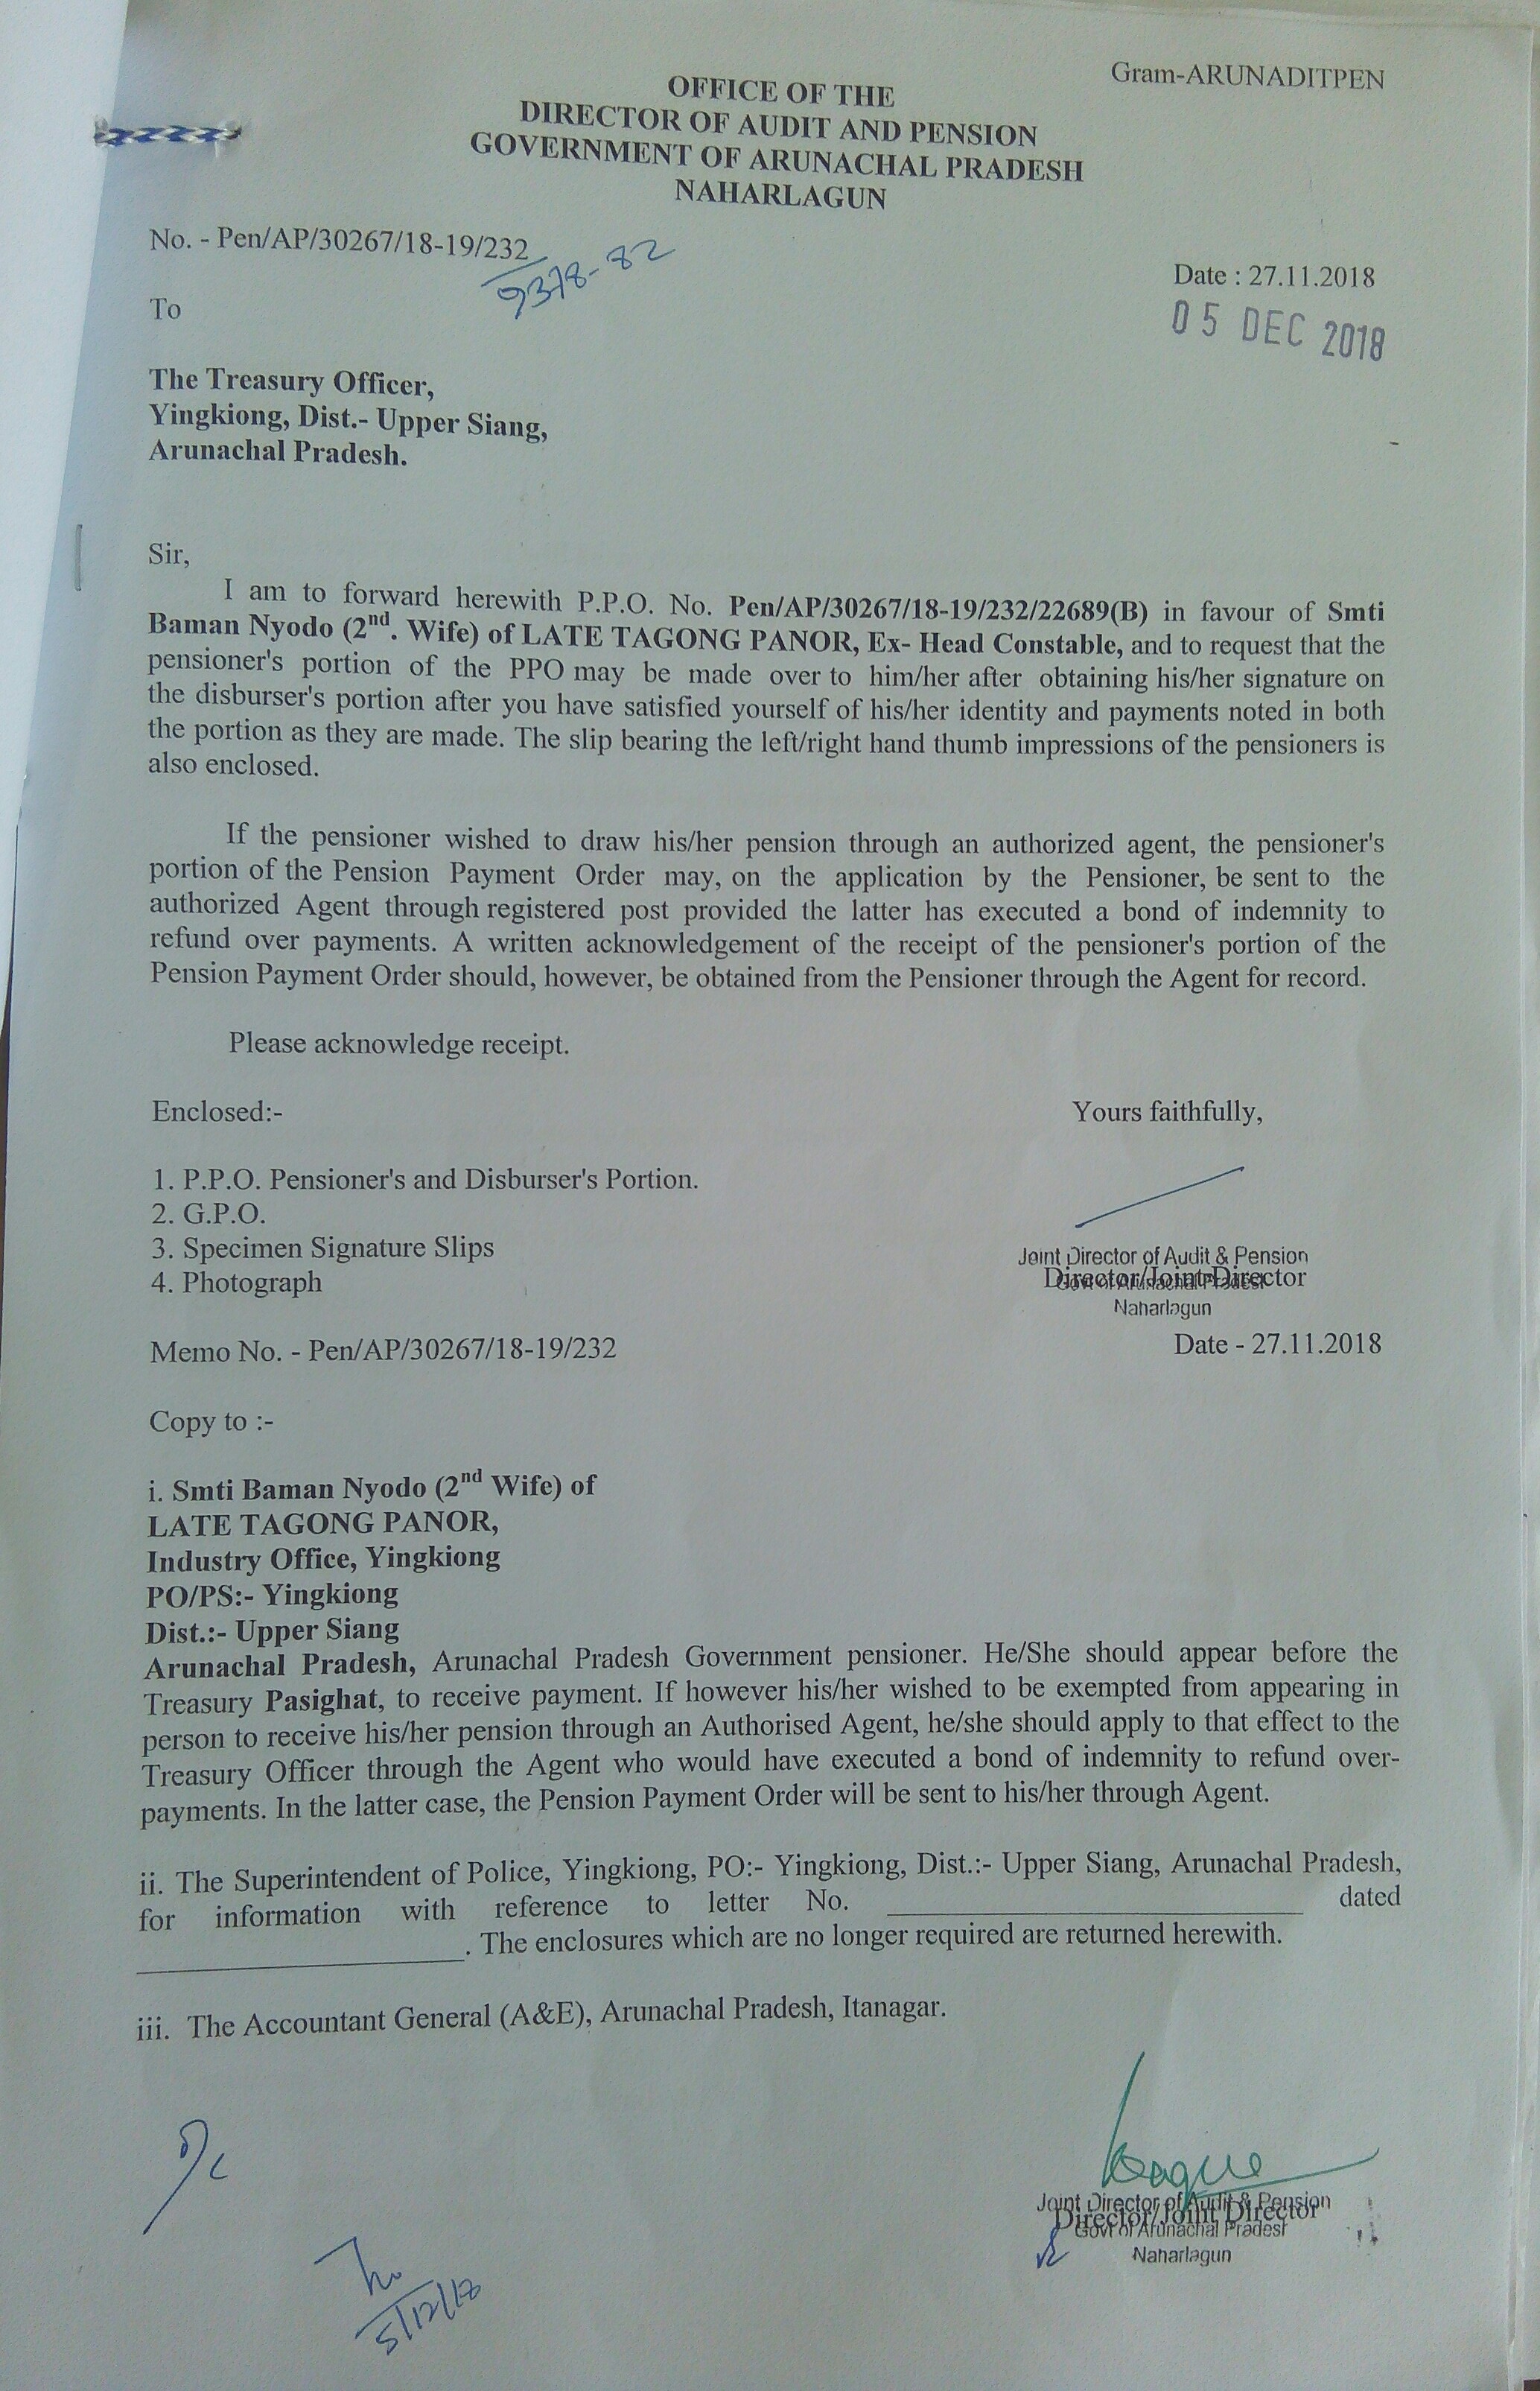 Gram-ARUNADITPEN
OFFICE OF THE
DIRECTOR OF AUDIT AND PENSION
GOVERNMENT OF ARUNACHAL PRADESH
NAHARLAGUN
No. - Pen/AP/30267/18-19/232
9378-82
Date : 27.11.2018
05 DEC 2018
To
The Treasury Officer,
Yingkiong, Dist.- Upper Siang,
Arunachal Pradesh.
Sir,
I am to forward herewith P.P.O. No. Pen/AP/30267/18-19/232/22689(B) in favour of Smti
Baman Nyodo (2nd. Wife) of LATE TAGONG PANOR, Ex- Head Constable, and to request that the
pensioner's portion of the PPO may be made over to him/her after obtaining his/her signature on
the disburser's portion after you have satisfied yourself of his/her identity and payments noted in both
the portion as they are made. The slip bearing the left/right hand thumb impressions of the pensioners is
also enclosed.
If the pensioner wished to draw his/her pension through an authorized agent, the pensioner's
portion of the Pension Payment Order may, on the application by the Pensioner, be sent to the
authorized Agent through registered post provided the latter has executed a bond of indemnity to
refund over payments. A written acknowledgement of the receipt of the pensioner's portion of the
Pension Payment Order should, however, be obtained from the Pensioner through the Agent for record.
Please acknowledge receipt.
Enclosed:-
Yours faithfully,
1. P.P.O. Pensioner's and Disburser's Portion.
2. G.P.O.
3. Specimen Signature Slips
4. Photograph
Joint Director of Audit & Pension
Director/Joint Director
Govt of Arunachal Pradesh
Naharlagun
Memo No. - Pen/AP/30267/18-19/232
Date - 27.11.2018
Copy to :-
i. Smti Baman Nyodo (2nd Wife) of
LATE TAGONG PANOR,
Industry Office, Yingkiong
PO/PS:- Yingkiong
Dist.:- Upper Siang
Arunachal Pradesh, Arunachal Pradesh Government pensioner. He/She should appear before the
Treasury Pasighat, to receive payment. If however his/her wished to be exempted from appearing in
person to receive his/her pension through an Authorised Agent, he/she should apply to that effect to the
Treasury Officer through the Agent who would have executed a bond of indemnity to refund over-
payments. In the latter case, the Pension Payment Order will be sent to his/her through Agent.
ii. The Superintendent of Police, Yingkiong, PO:- Yingkiong, Dist.:- Upper Siang, Arunachal Pradesh,
for information with reference to letter No. ____________________ dated
____________________. The enclosures which are no longer required are returned herewith.
iii. The Accountant General (A&E), Arunachal Pradesh, Itanagar.
Joint Director of Audit & Pension
Director/Joint Director
Govt of Arunachal Pradesh
Naharlagun
5/12/18